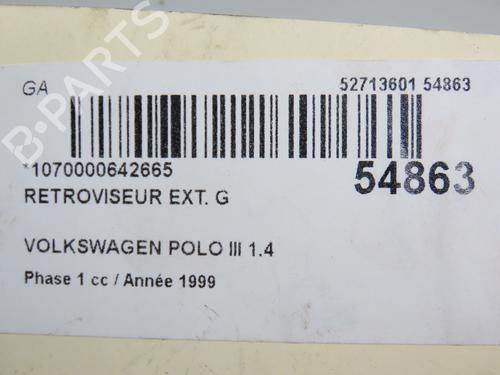 GA 52713601 54863
*1070000642665 54863
RETROVISEUR EXT. G
VOLKSWAGEN POLO III 1.4
Phase 1 cc / Année 1999
B-PARTS